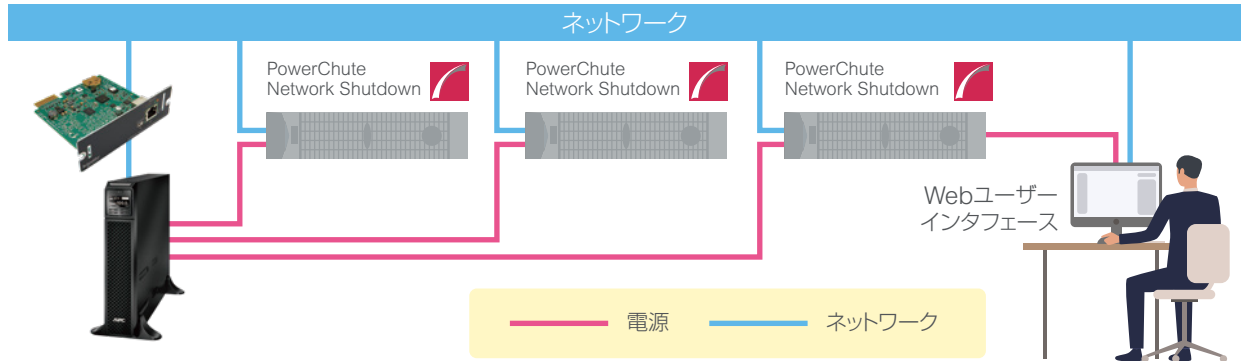 ネットワーク
PowerChute
Network Shutdown
PowerChute
Network Shutdown
PowerChute
Network Shutdown
Webユーザー
インタフェース
APC
電源
ネットワーク